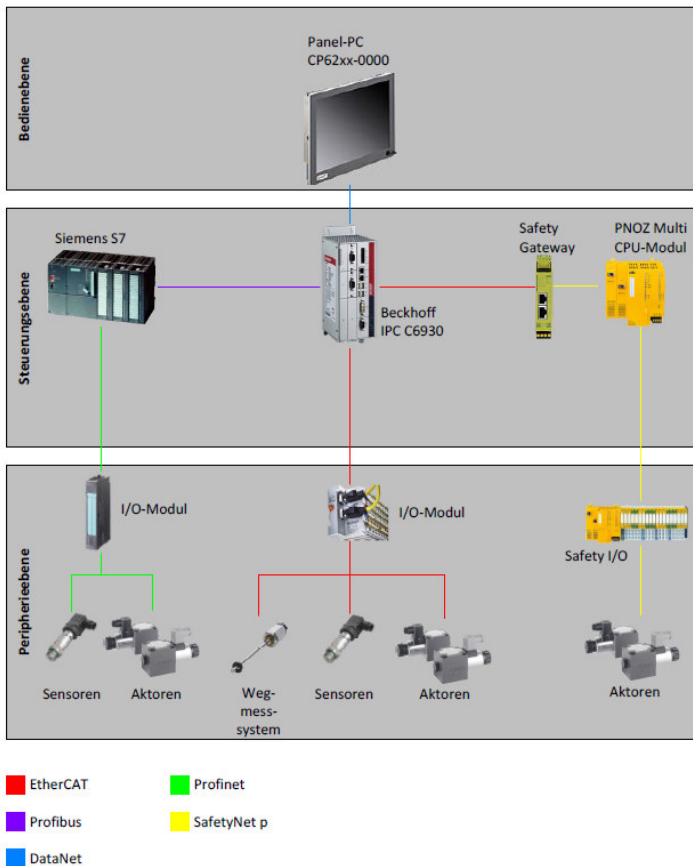 Bedienebene
Panel-PC
CP62xx-0000
Steuerungsebene
Siemens S7
Beckhoff
IPC C6930
Safety
Gateway
PNOZ Multi
CPU-Modul
Peripherieebene
I/O-Modul
I/O-Modul
Safety I/O
Sensoren
Aktoren
Weg-
mess-
system
Sensoren
Aktoren
Aktoren
EtherCAT
Profinet
Profibus
SafetyNet p
DataNet